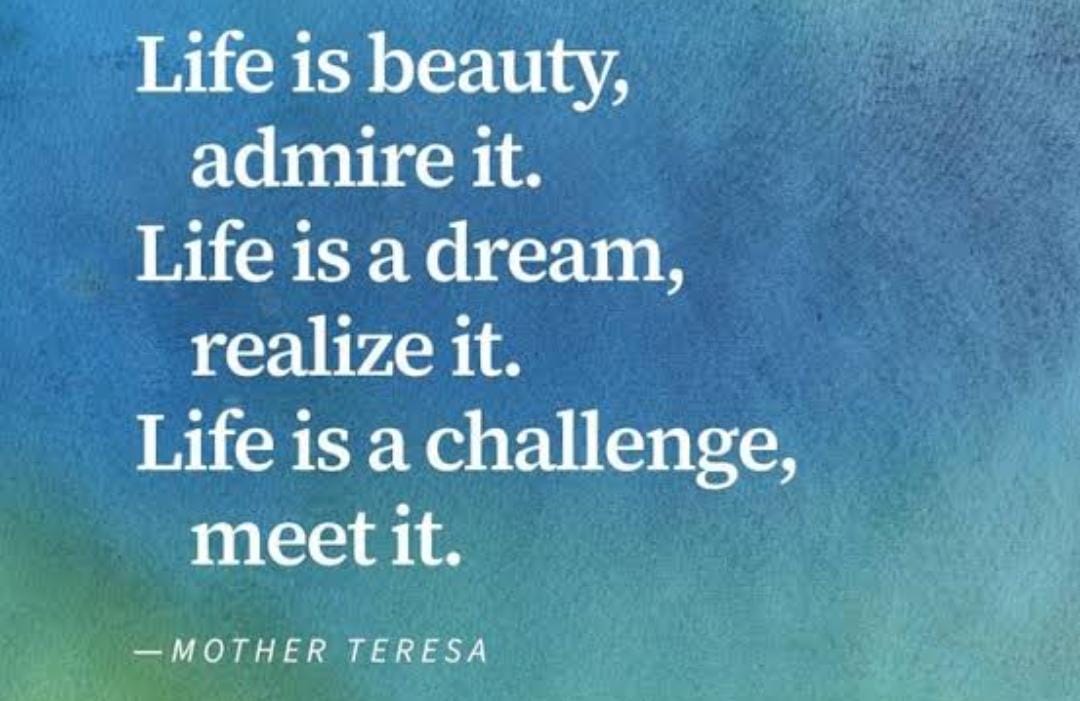 Life is beauty,
admire it.
Life is a dream,
realize it.
Life is a challenge,
meet it.
—MOTHER TERESA